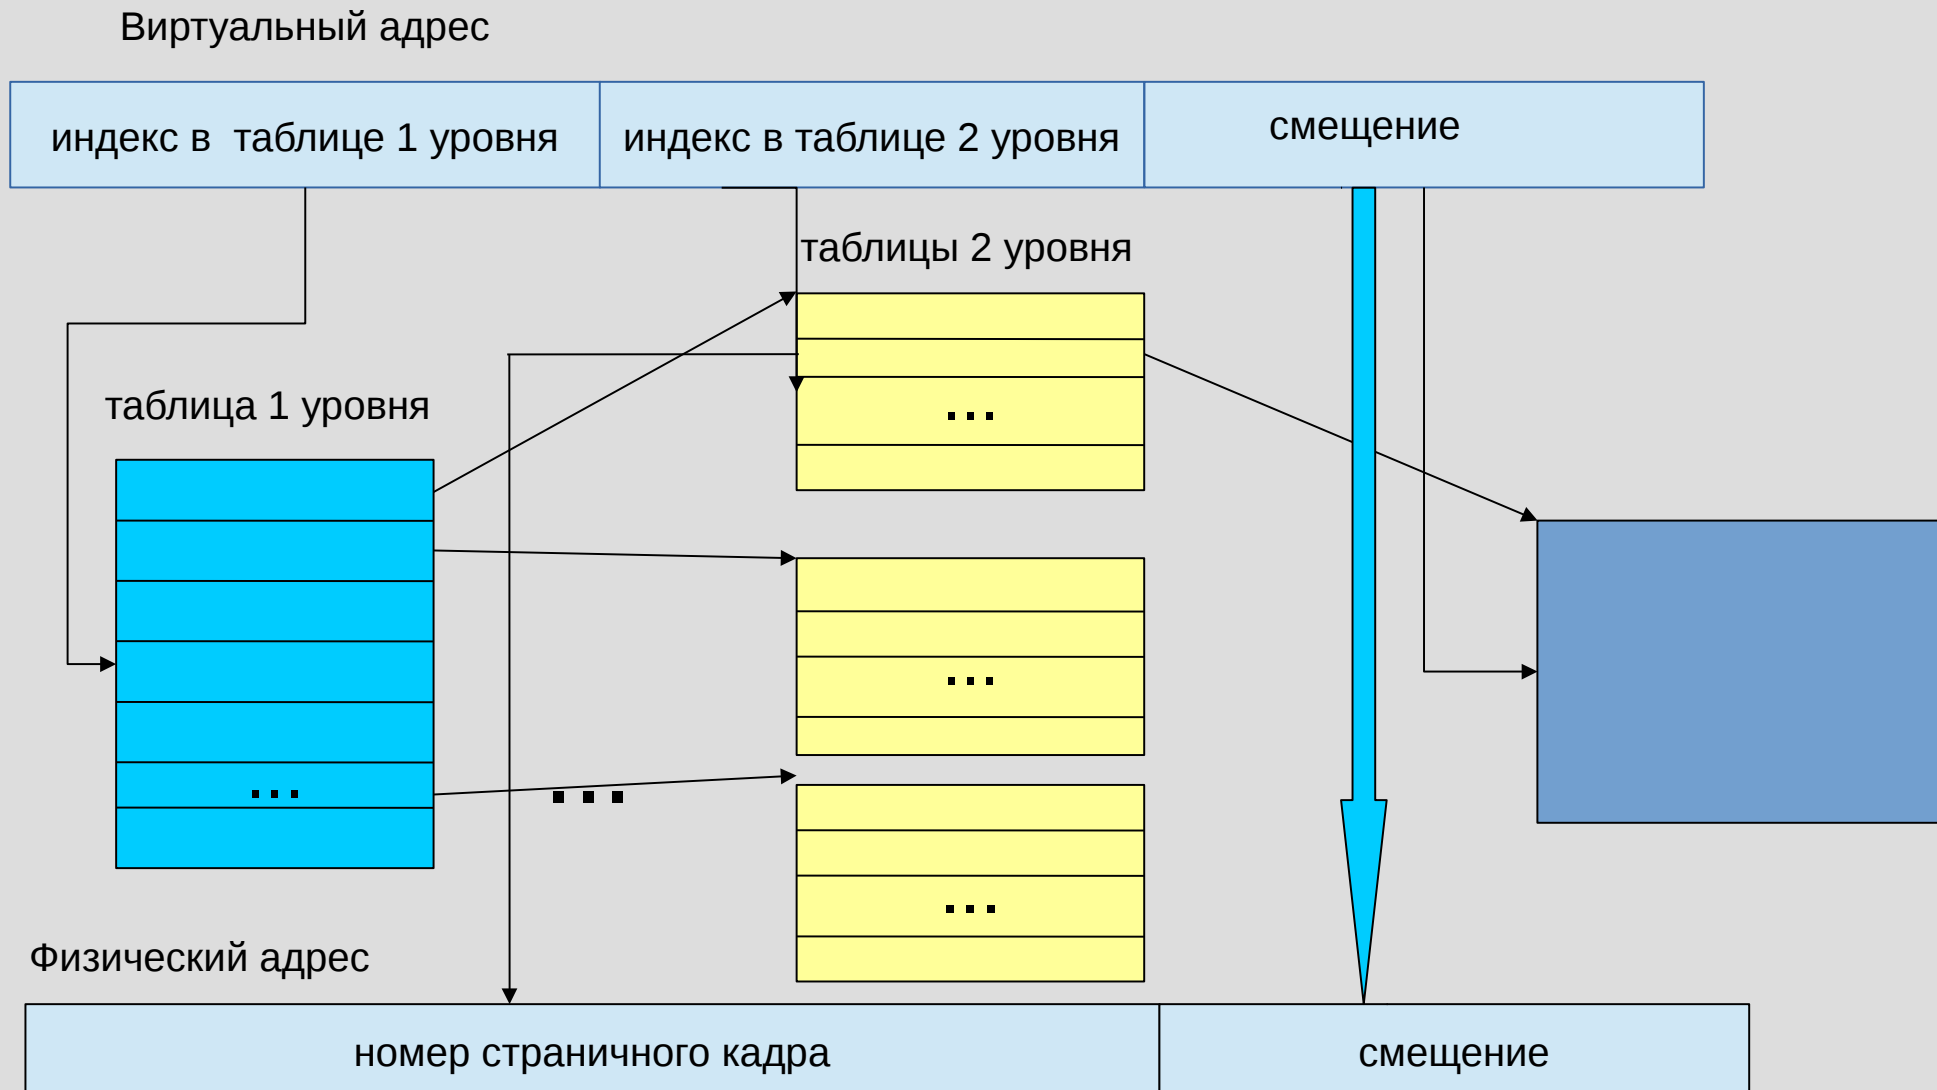 Виртуальный адрес
индекс в таблице 1 уровня
индекс в таблице 2 уровня
смещение
таблицы 2 уровня
таблица 1 уровня
...
...
...
...
...
Физический адрес
номер страничного кадра
смещение